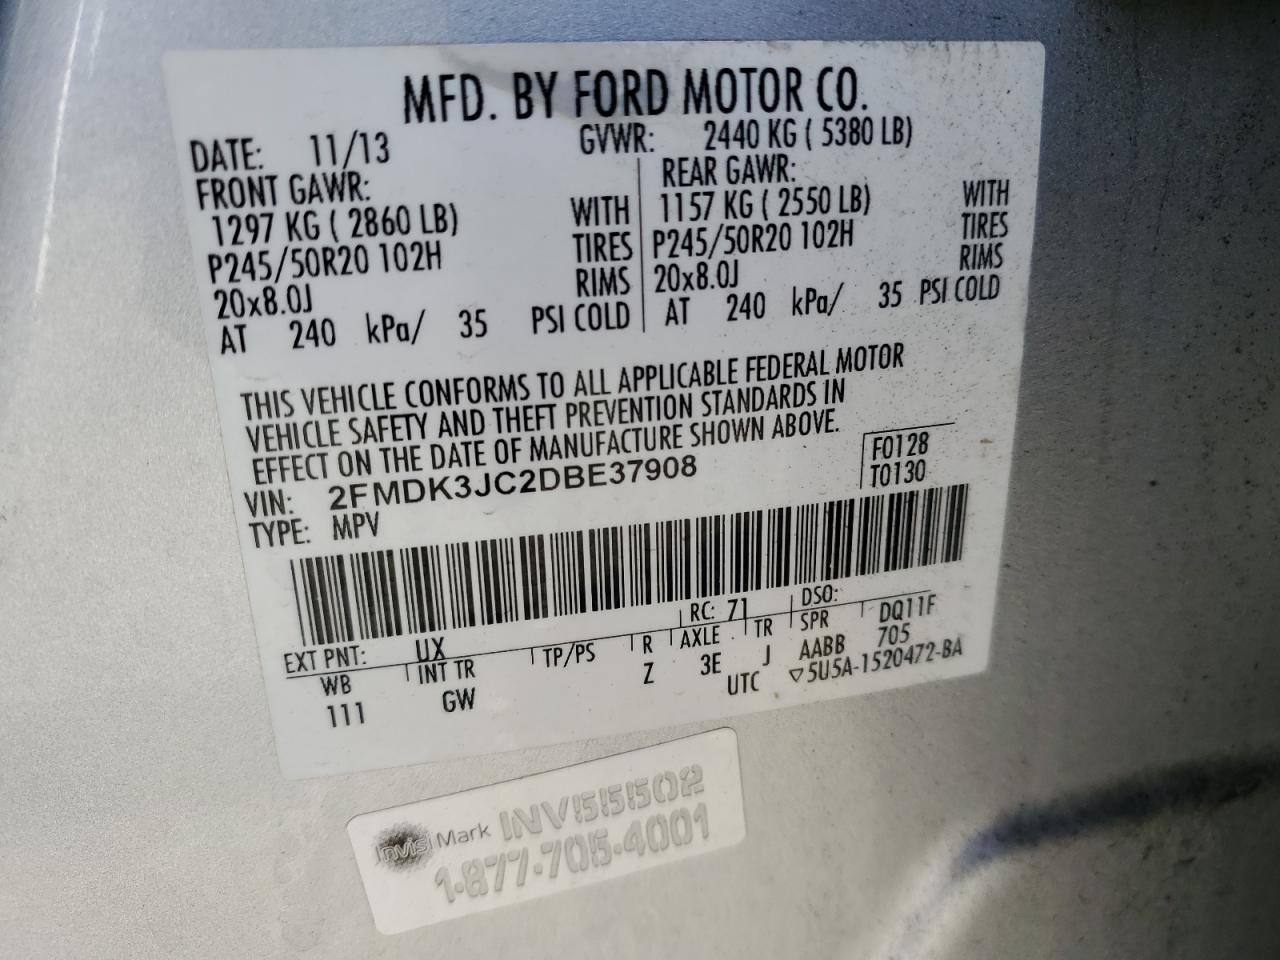 MFD. BY FORD MOTOR CO.
DATE: 11/13 GVWR: 2440 KG ( 5380 LB)
FRONT GAWR: REAR GAWR:
1297 KG ( 2860 LB) WITH 1157 KG ( 2550 LB) WITH
P245/50R20 102H TIRES P245/50R20 102H TIRES
20x8.0J RIMS 20x8.0J RIMS
AT 240 kPa/ 35 PSI COLD AT 240 kPa/ 35 PSI COLD
THIS VEHICLE CONFORMS TO ALL APPLICABLE FEDERAL MOTOR
VEHICLE SAFETY AND THEFT PREVENTION STANDARDS IN
EFFECT ON THE DATE OF MANUFACTURE SHOWN ABOVE.
F0128
VIN: 2FMDK3JC2DBE37908 T0130
TYPE: MPV
EXT PNT: UX RC: 71 DSO:
WB INT TR TP/PS R AXLE TR SPR DQ11F
111 GW Z 3E J AABB 705
UTC ▽5U5A-1520472-BA
InvisiMark INV55502
1-877-705-4001